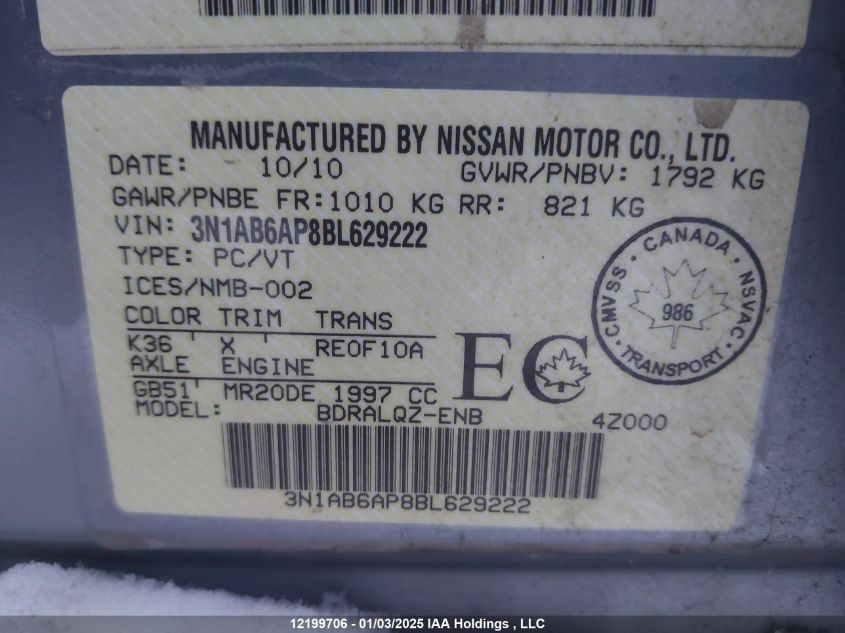 MANUFACTURED BY NISSAN MOTOR CO., LTD.
DATE: 10/10 GVWR/PNBV: 1792 KG
GAWR/PNBE FR:1010 KG RR: 821 KG
VIN: 3N1AB6AP8BL629222
TYPE: PC/VT
ICES/NMB-002
COLOR TRIM TRANS
K36 X RE0F10A
AXLE ENGINE
GB51 MR20DE 1997 CC
MODEL: BDRALQZ-ENB 4Z000
EC
CANADA
CMVSS · NSVAC
986
TRANSPORT
3N1AB6AP8BL629222
12199706 - 01/03/2025 IAA Holdings , LLC